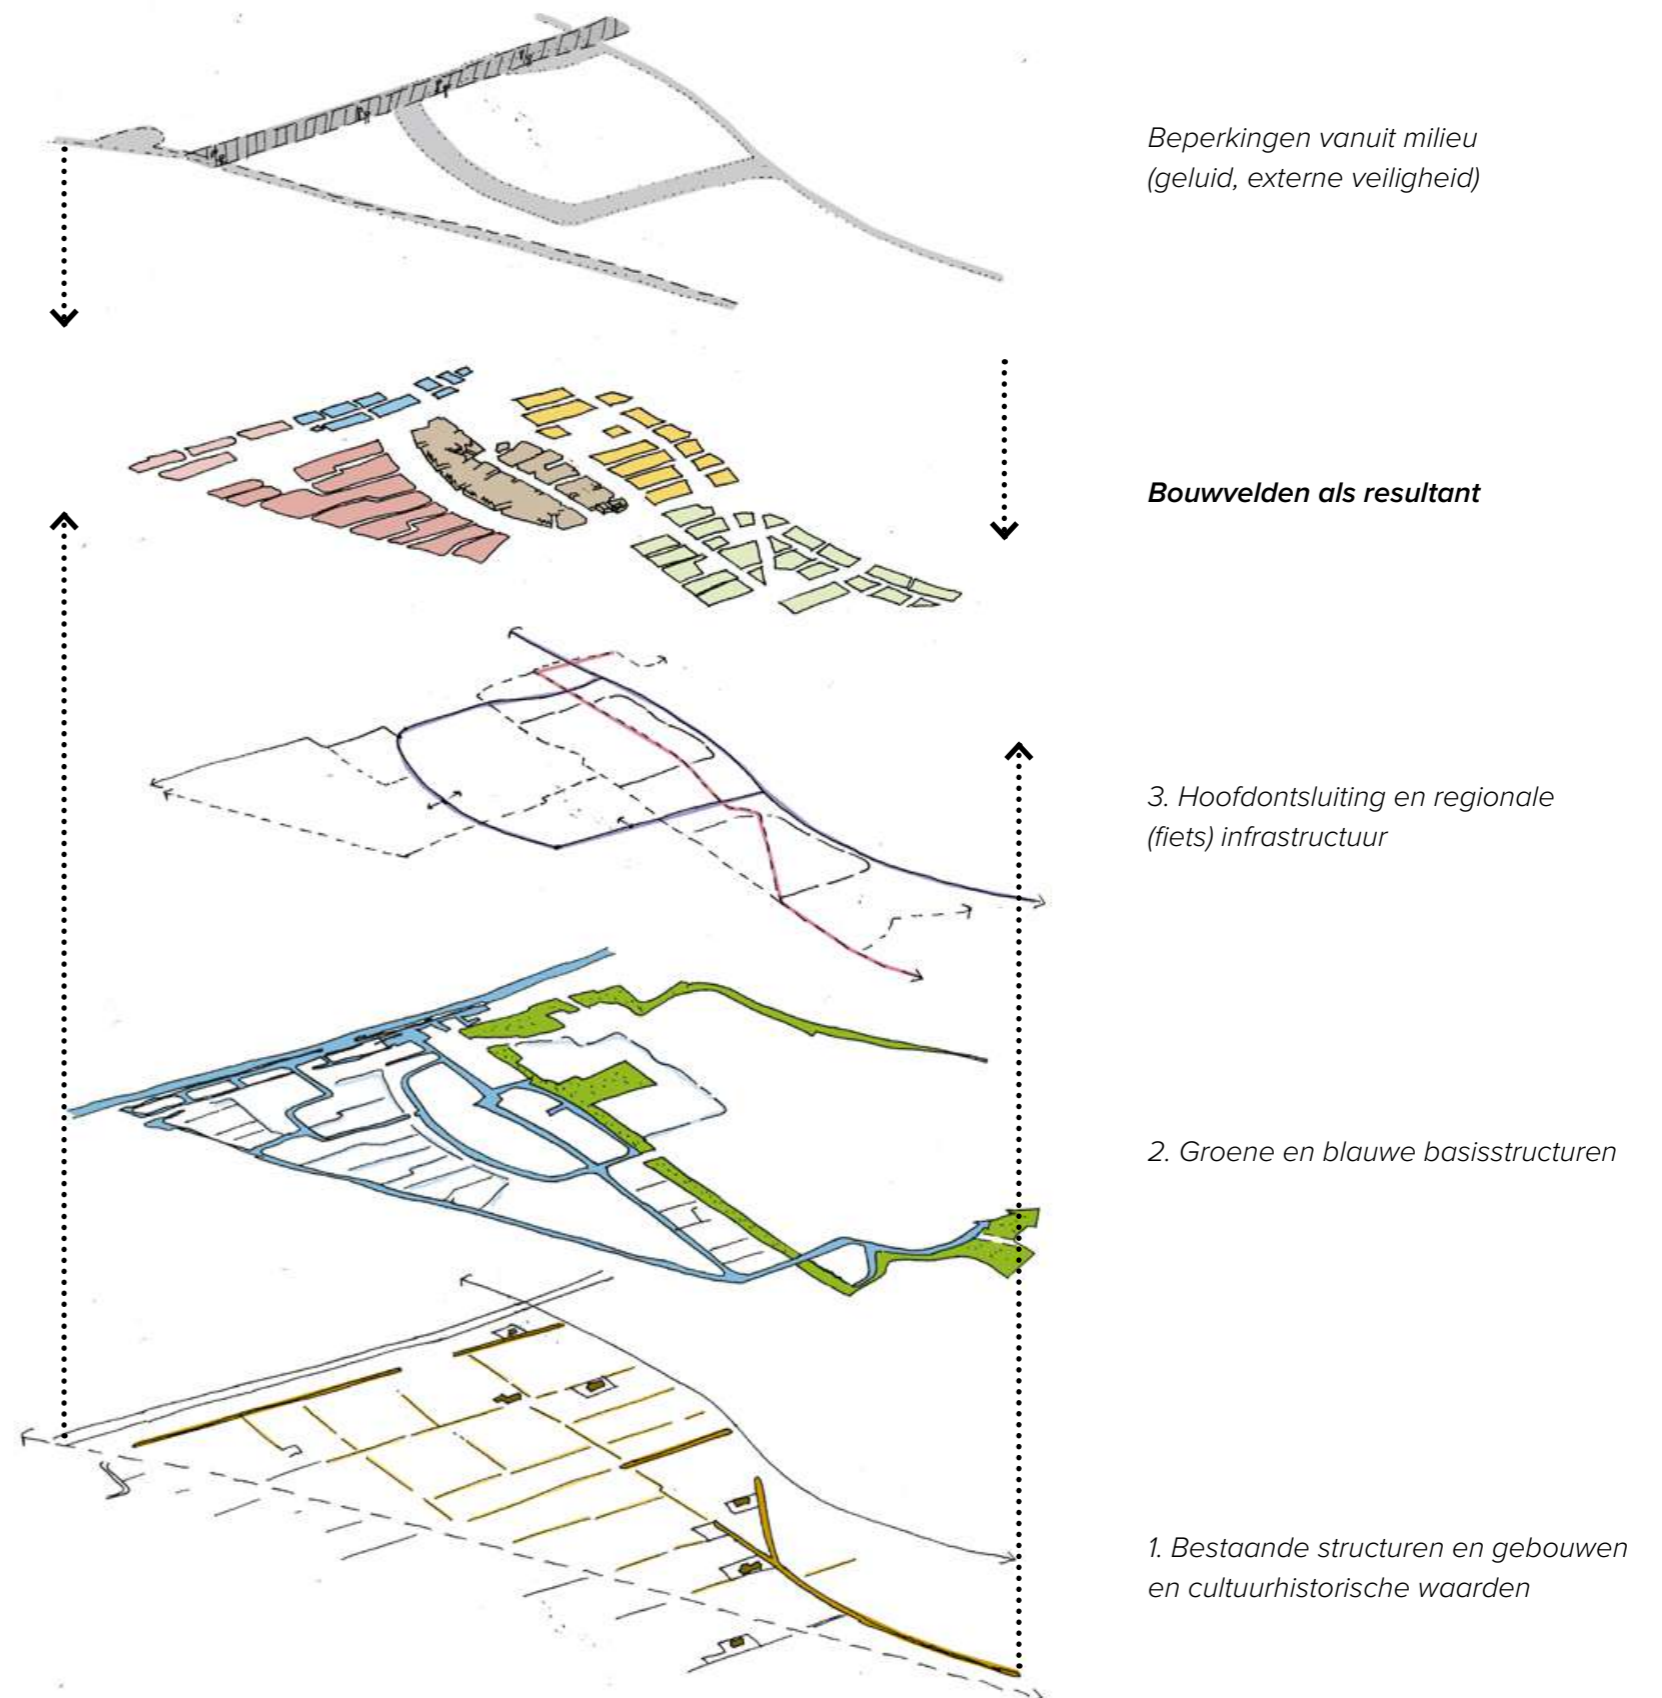 Beperkingen vanuit milieu
(geluid, externe veiligheid)
Bouwvelden als resultant
3. Hoofdontsluiting en regionale
(fiets) infrastructuur
2. Groene en blauwe basisstructuren
1. Bestaande structuren en gebouwen
en cultuurhistorische waarden